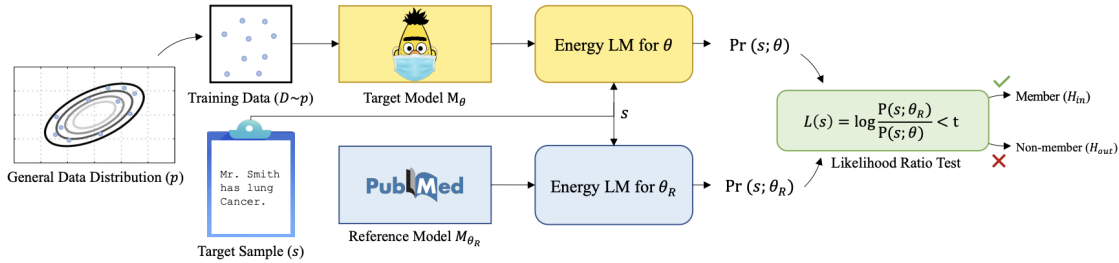 General Data Distribution (p)
Training Data (D~p)
Target Model M_θ
Energy LM for θ
Pr (s; θ)
s
Mr. Smith
has lung
Cancer.
Target Sample (s)
PubMed
Reference Model M_{θ_R}
Energy LM for θ_R
Pr (s; θ_R)
L(s) = log P(s; θ_R) / P(s; θ) < t
Likelihood Ratio Test
Member (H_in)
Non-member (H_out)